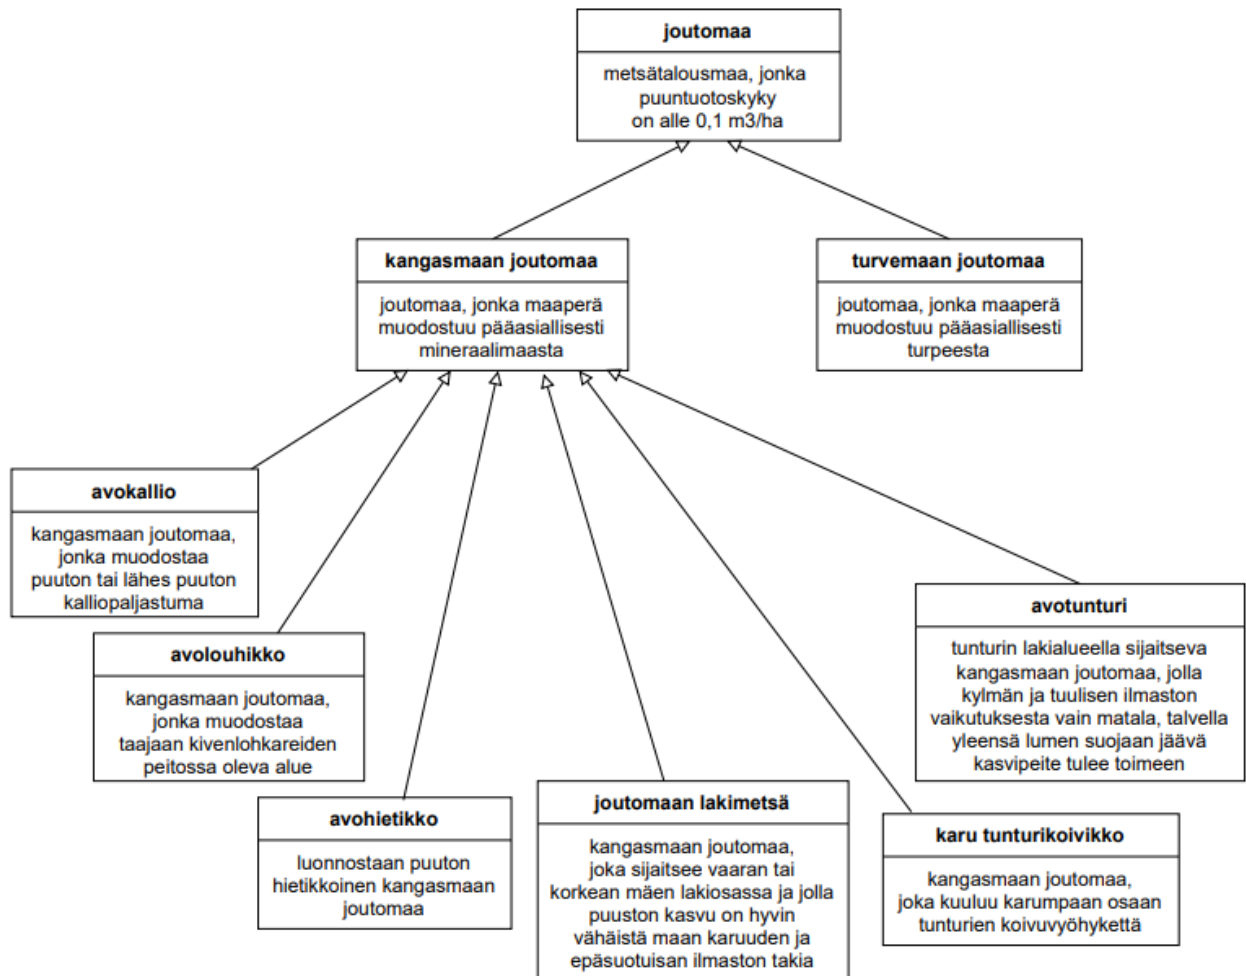 joutomaa
metsätalousmaa, jonka
puuntuotoskyky
on alle 0,1 m3/ha
kangasmaan joutomaa
joutomaa, jonka maaperä
muodostuu pääasiallisesti
mineraalimaasta
turvemaan joutomaa
joutomaa, jonka maaperä
muodostuu pääasiallisesti
turpeesta
avokallio
kangasmaan joutomaa,
jonka muodostaa
puuton tai lähes puuton
kalliopaljastuma
avolouhikko
kangasmaan joutomaa,
jonka muodostaa
taajaan kivenlohkareiden
peitossa oleva alue
avohietikko
luonnostaan puuton
hietikkoinen kangasmaan
joutomaa
joutomaan lakimetsä
kangasmaan joutomaa,
joka sijaitsee vaaran tai
korkean mäen lakiosassa ja jolla
puuston kasvu on hyvin
vähäistä maan karuuden ja
epäsuotuisan ilmaston takia
karu tunturikoivikko
kangasmaan joutomaa,
joka kuuluu karumpaan osaan
tunturien koivuvyöhykettä
avotunturi
tunturin lakialueella sijaitseva
kangasmaan joutomaa, jolla
kylmän ja tuulisen ilmaston
vaikutuksesta vain matala, talvella
yleensä lumen suojaan jäävä
kasvipeite tulee toimeen